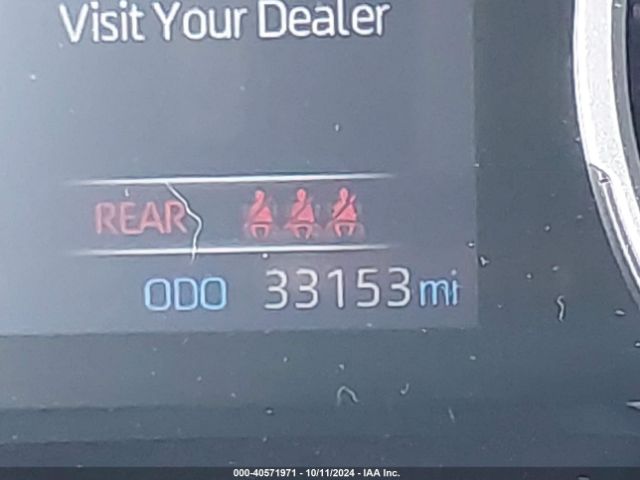 Visit Your Dealer
REAR
ODO 33153 mi
000-40571971 - 10/11/2024 - IAA Inc.